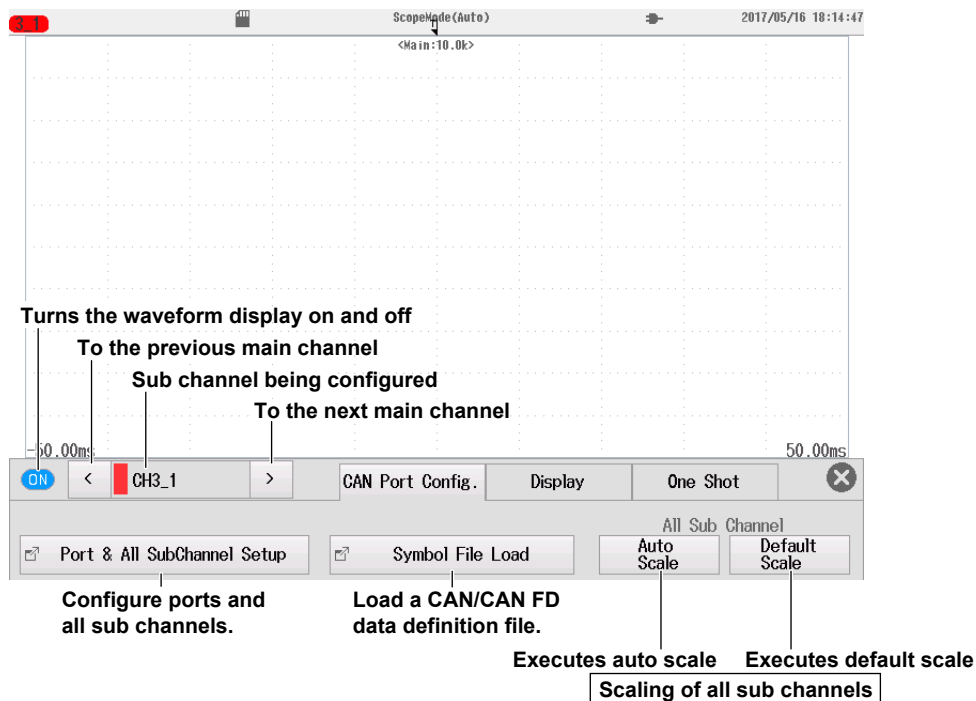 3_1
ScopeMode(Auto)
2017/05/16 18:14:47
<Main:10.0k>
Turns the waveform display on and off
To the previous main channel
Sub channel being configured
To the next main channel
-50.00ms
50.00ms
ON
<
CH3_1
>
CAN Port Config.
Display
One Shot
All Sub Channel
Port & All SubChannel Setup
Symbol File Load
Auto Scale
Default Scale
Configure ports and
all sub channels.
Load a CAN/CAN FD
data definition file.
Executes auto scale
Executes default scale
Scaling of all sub channels